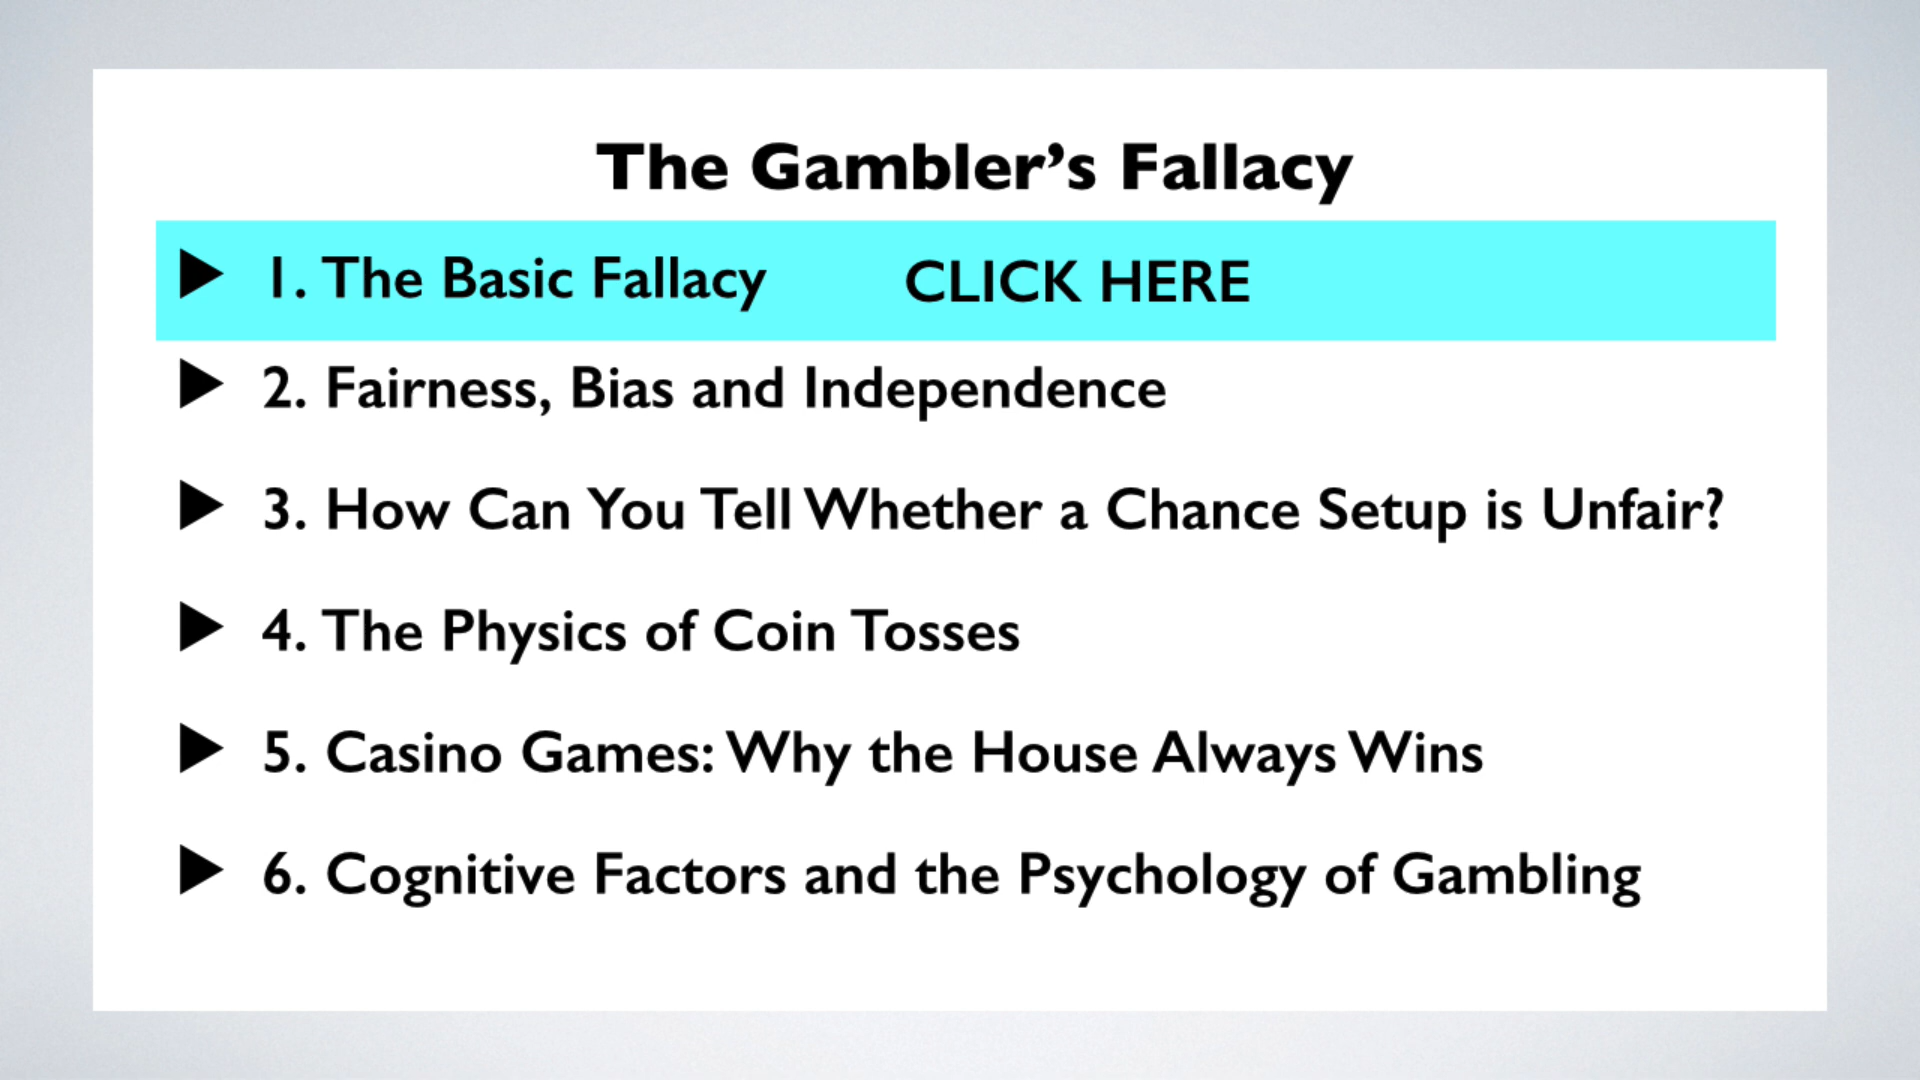 The Gambler’s Fallacy
1. The Basic Fallacy CLICK HERE
2. Fairness, Bias and Independence
3. How Can You Tell Whether a Chance Setup is Unfair?
4. The Physics of Coin Tosses
5. Casino Games: Why the House Always Wins
6. Cognitive Factors and the Psychology of Gambling